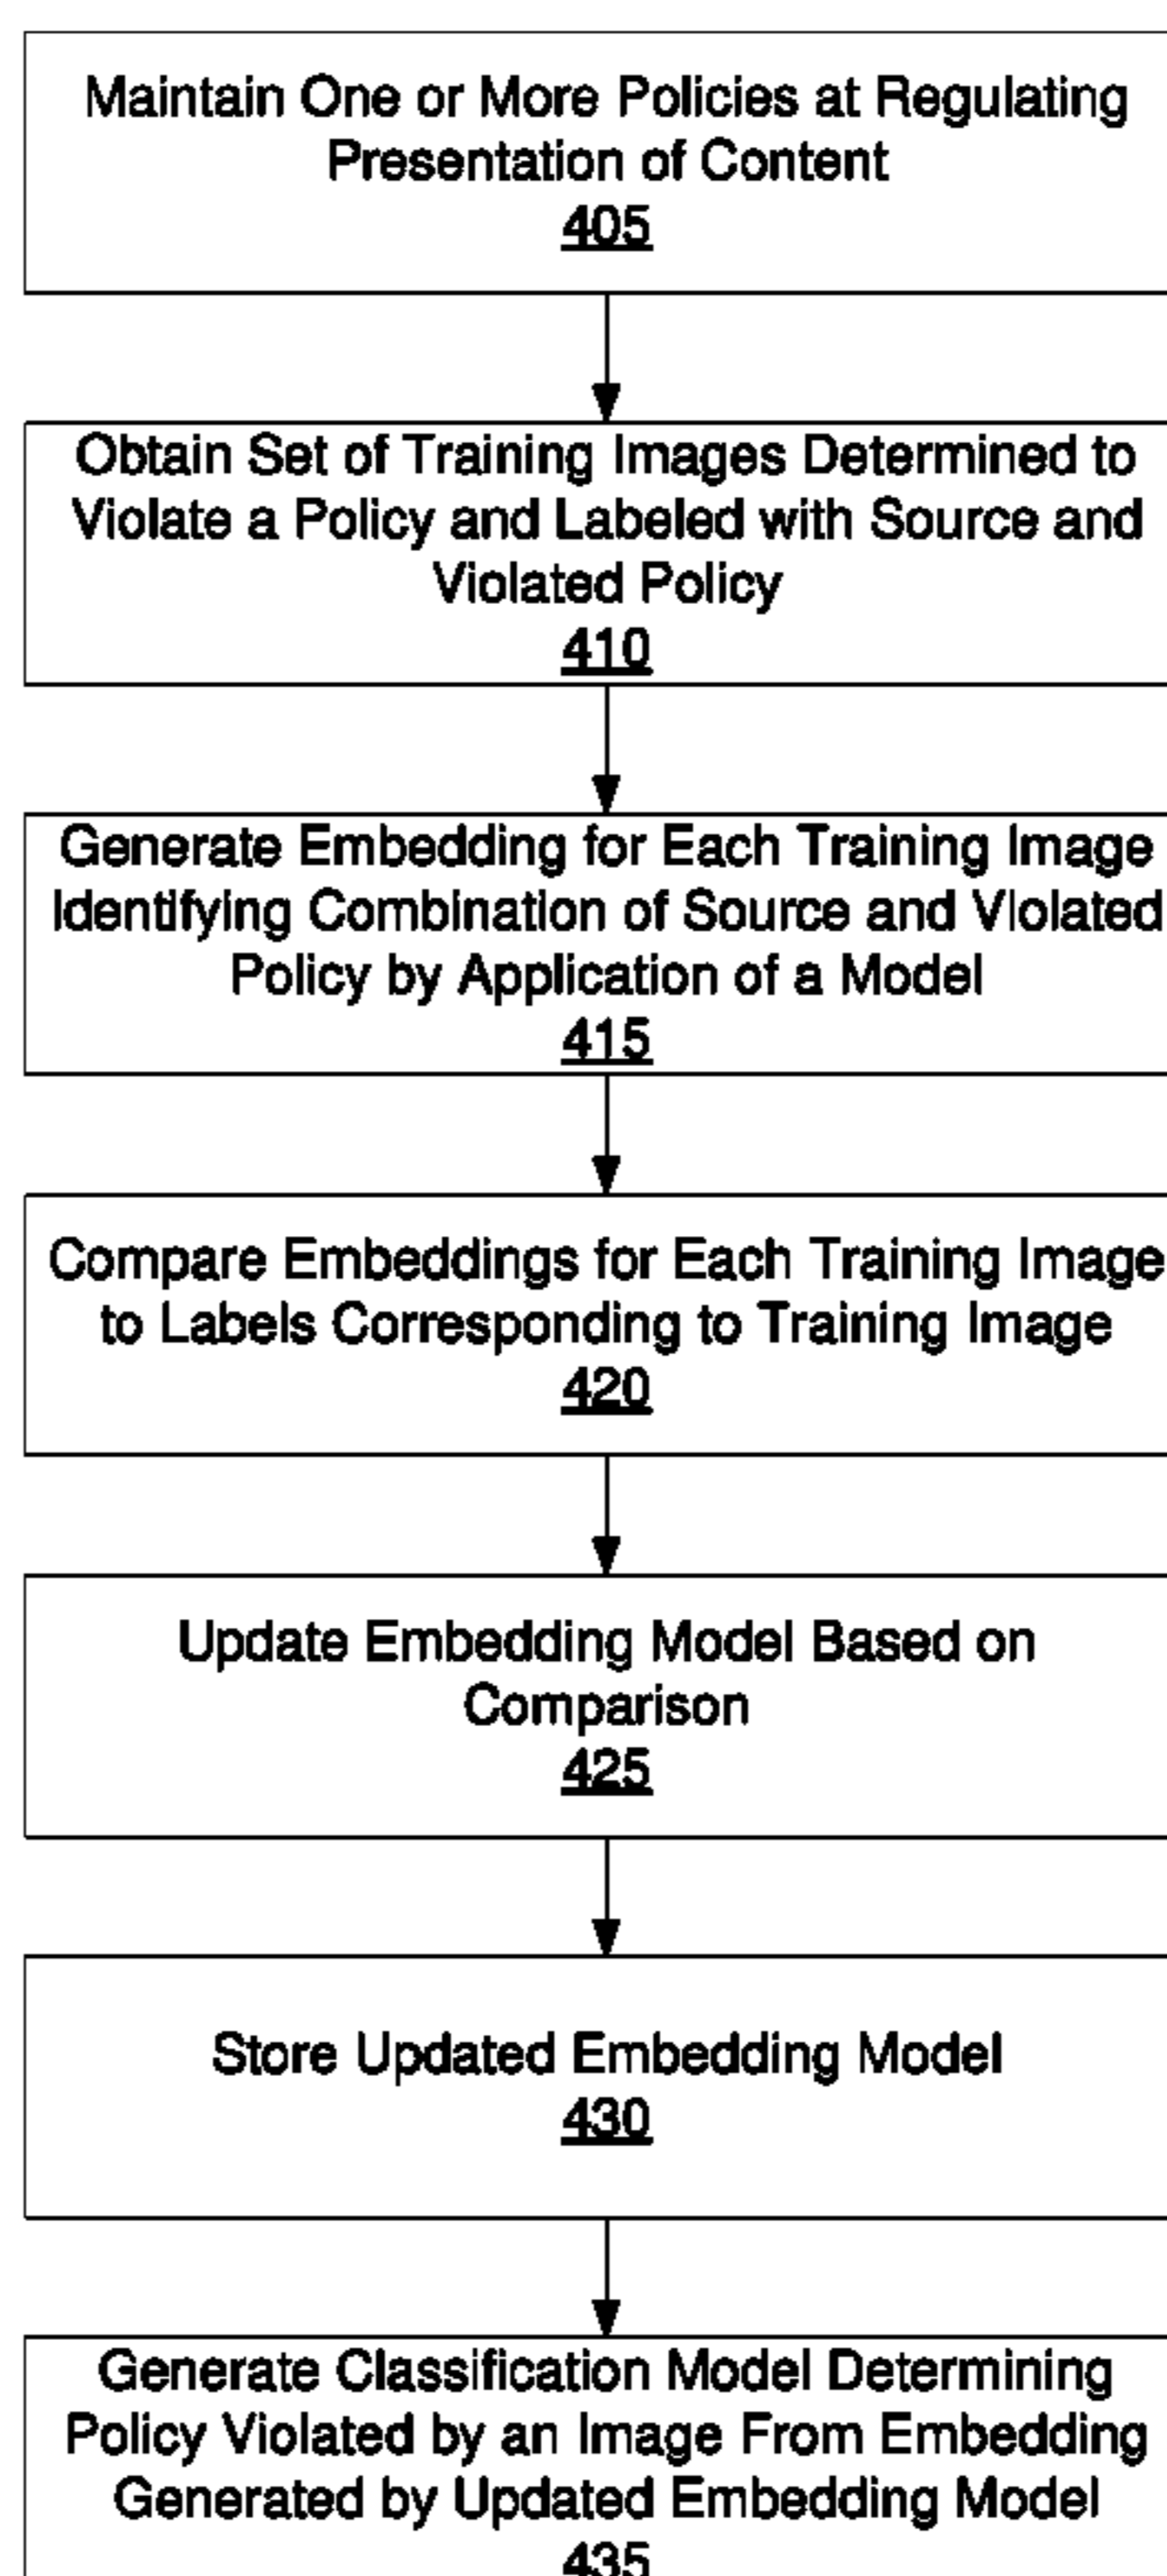 Maintain One or More Policies at Regulating
Presentation of Content
405
Obtain Set of Training Images Determined to
Violate a Policy and Labeled with Source and
Violated Policy
410
Generate Embedding for Each Training Image
Identifying Combination of Source and Violated
Policy by Application of a Model
415
Compare Embeddings for Each Training Image
to Labels Corresponding to Training Image
420
Update Embedding Model Based on
Comparison
425
Store Updated Embedding Model
430
Generate Classification Model Determining
Policy Violated by an Image From Embedding
Generated by Updated Embedding Model
435